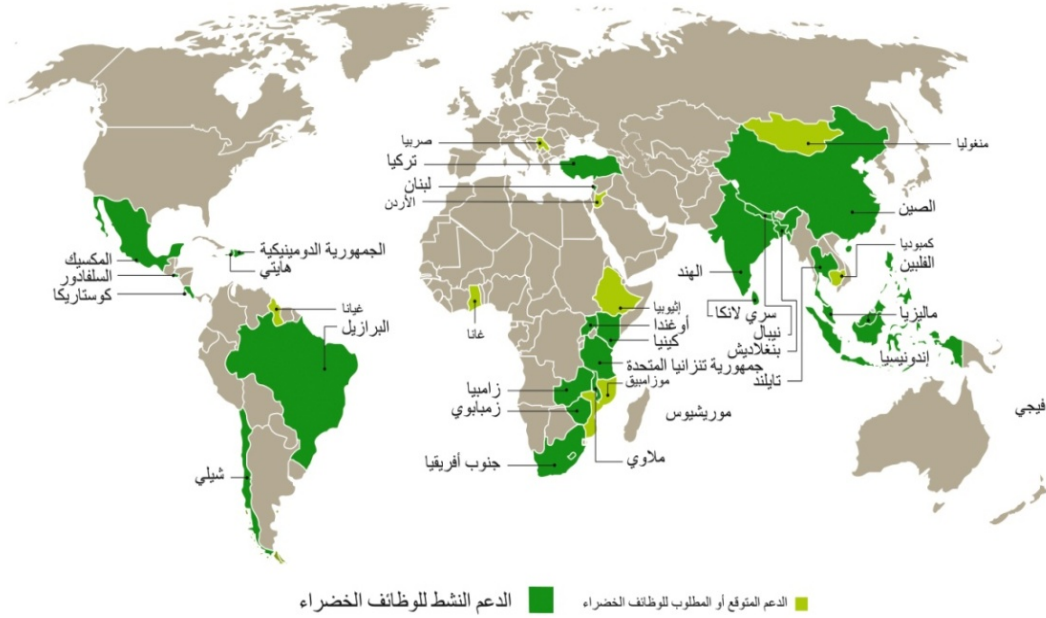 صربيا
تركيا
لبنان
الأردن
منغوليا
الصين
كمبوديا
الفلبين
الهند
ماليزيا
سري لانكا
نيبال
بنغلاديش
إندونيسيا
تايلند
المكسيك
السلفادور
كوستاريكا
الجمهورية الدومينيكية
هايتي
غيانا
البرازيل
شيلي
غانا
إثيوبيا
أوغندا
كينيا
جمهورية تنزانيا المتحدة
موزامبيق
زامبيا
زمبابوي
موريشيوس
ملاوي
جنوب أفريقيا
فيجي
الدعم المتوقع أو المطلوب للوظائف الخضراء
الدعم النشط للوظائف الخضراء